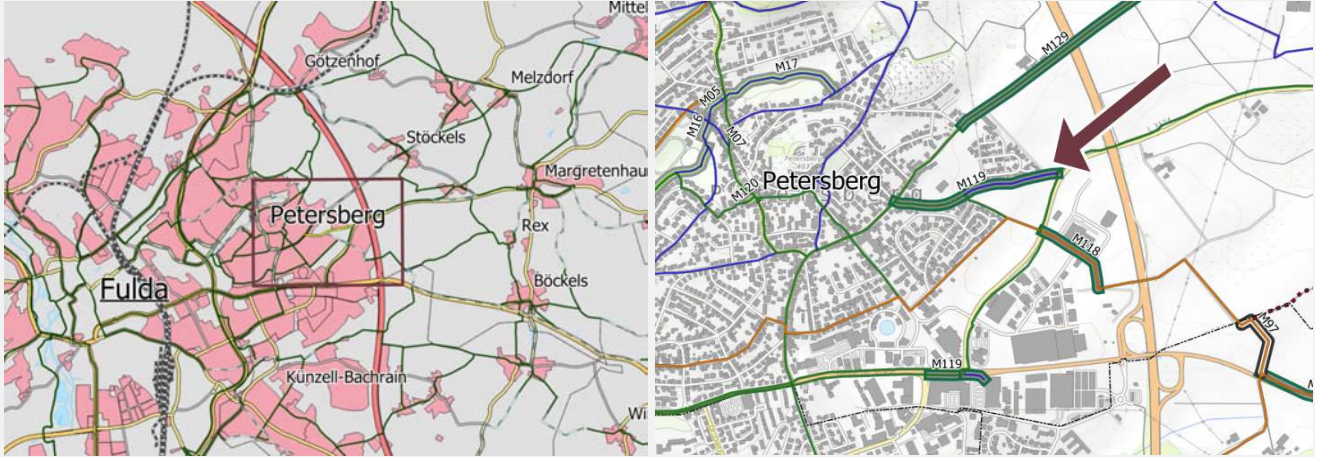 Mittel
Götzenhof
Melzdorf
Stöckels
Margretenhau
Petersberg
Rex
Fulda
Böckels
Künzell-Bachrain
Wi
M129
M17
M05
M16
M07
Petersberg
M119
M120
M118
M97
M119
M